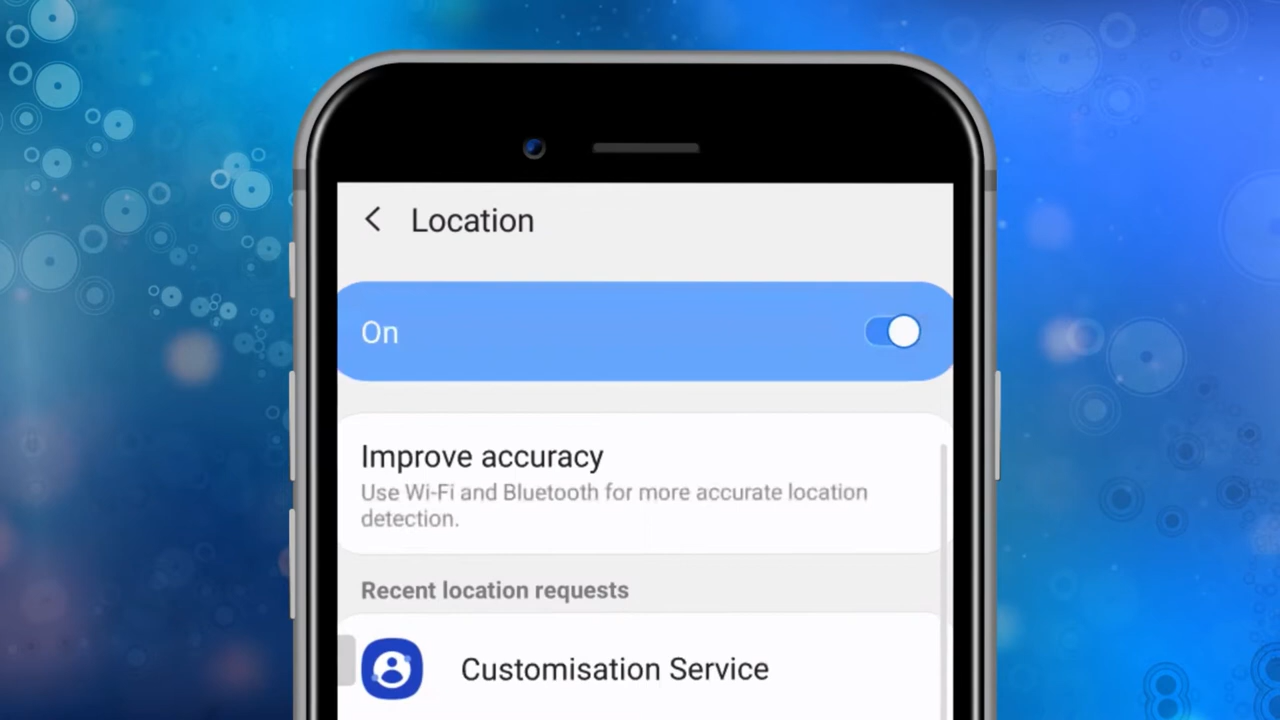 Location
On
Improve accuracy
Use Wi-Fi and Bluetooth for more accurate location
detection.
Recent location requests
Customisation Service